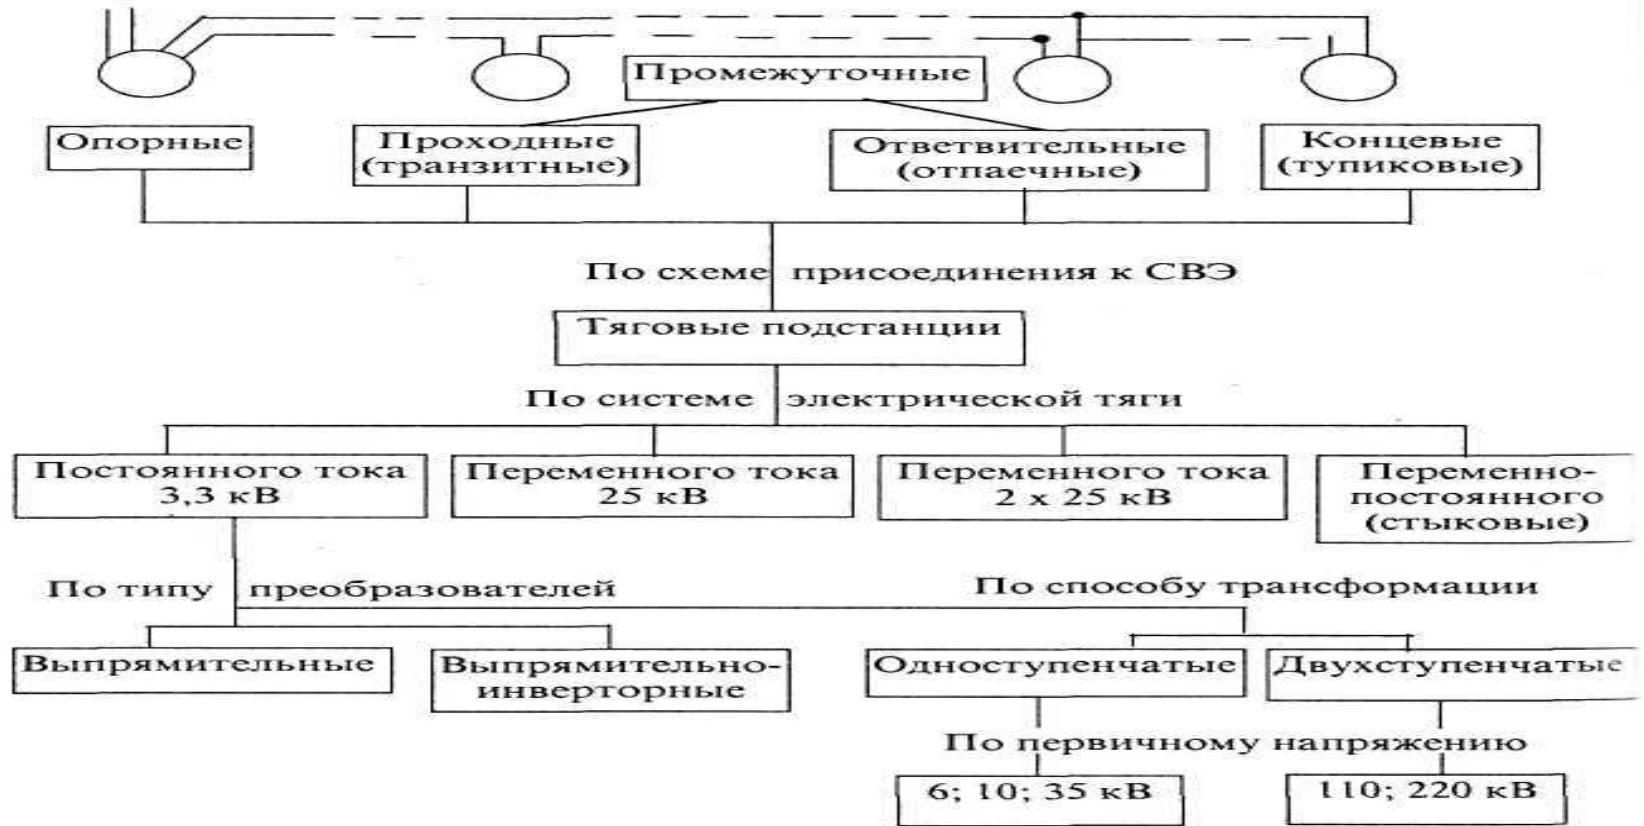 Промежуточные
Опорные
Проходные
(транзитные)
Ответвительные
(отпаечные)
Концевые
(тупиковые)
По схеме присоединения к СВЭ
Тяговые подстанции
По системе электрической тяги
Постоянного тока
3,3 кВ
Переменного тока
25 кВ
Переменного тока
2 х 25 кВ
Переменно-
постоянного
(стыковые)
По типу преобразователей
По способу трансформации
Выпрямительные
Выпрямительно-
инверторные
Одноступенчатые
Двухступенчатые
По первичному напряжению
6; 10; 35 кВ
110; 220 кВ